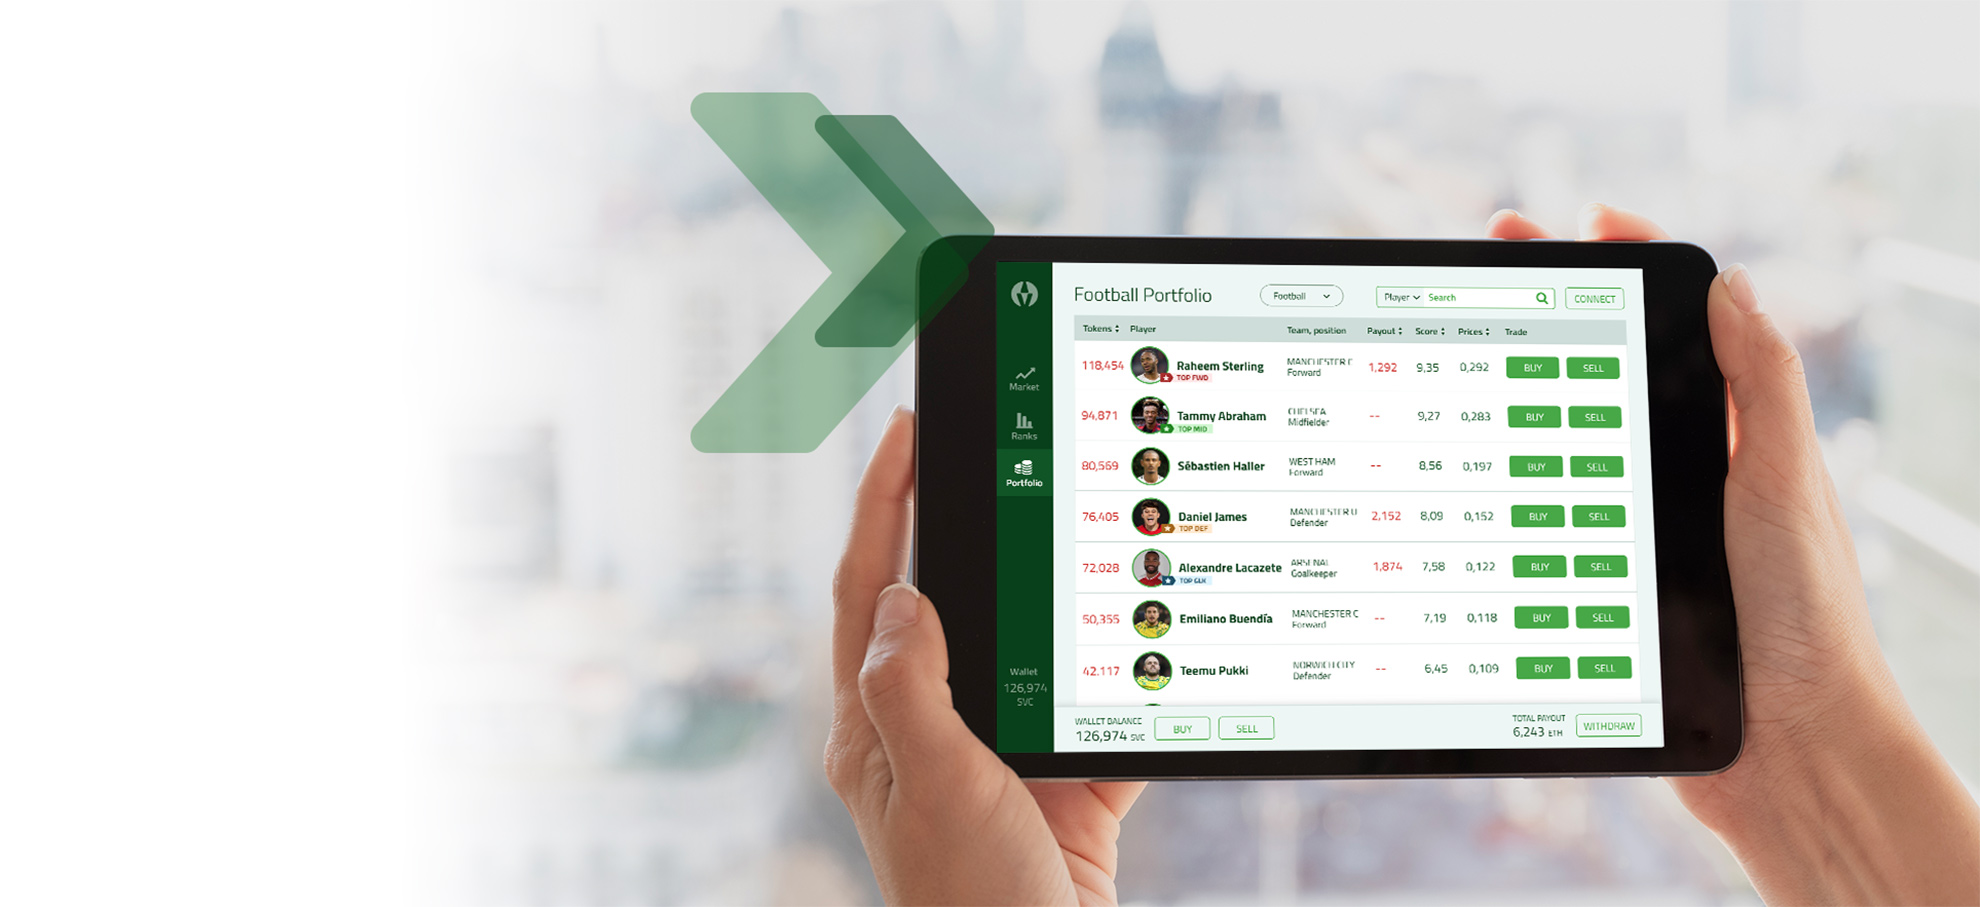 Football Portfolio
Football
Player
Search
CONNECT
Tokens Player Team, position Payout Score Prices Trade
118,454 Raheem Sterling MANCHESTER C 1,292 9,35 0,292 BUY SELL
TOP FWD Forward
94,871 Tammy Abraham CHELSEA -- 9,27 0,283 BUY SELL
TOP MID Midfielder
80,569 Sébastien Haller WEST HAM -- 8,56 0,197 BUY SELL
Forward
76,405 Daniel James MANCHESTER U 2,152 8,09 0,152 BUY SELL
TOP DEF Defender
72,028 Alexandre Lacazete ARSENAL 1,874 7,58 0,122 BUY SELL
TOP GLK Goalkeeper
50,355 Emiliano Buendía MANCHESTER C -- 7,19 0,118 BUY SELL
Forward
42.117 Teemu Pukki NORWICH CITY -- 6,45 0,109 BUY SELL
Defender
Market
Ranks
Portfolio
Wallet
126,974
SVC
WALLET BALANCE
126,974 SVC
BUY
SELL
TOTAL PAYOUT
6,243 ETH
WITHDRAW